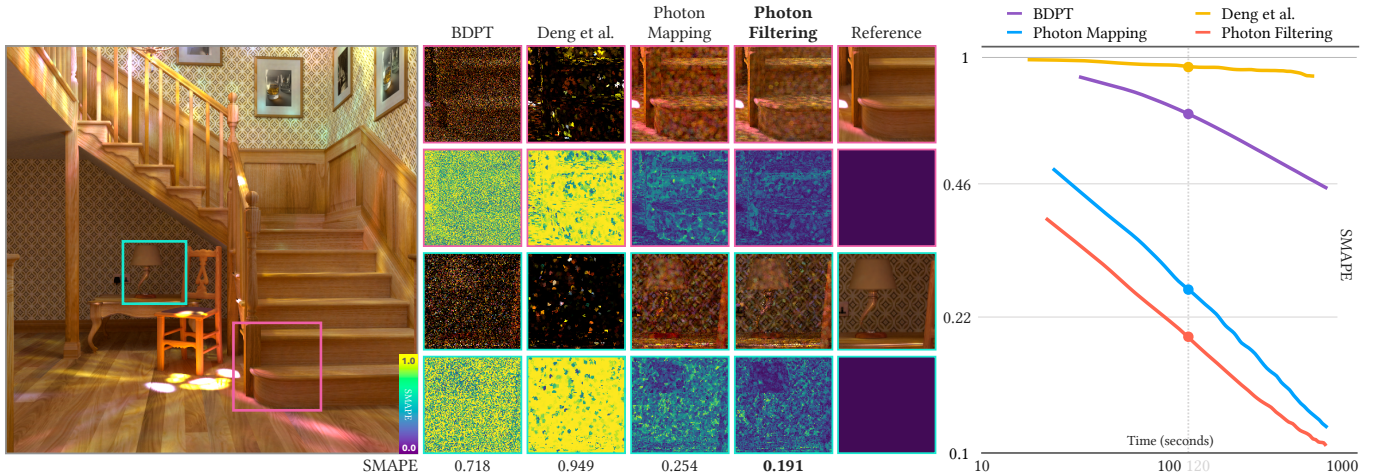 BDPT
Deng et al.
Photon
Mapping
Photon
Filtering
Reference
1.0
SMAPE
0.0
SMAPE 0.718 0.949 0.254 0.191
BDPT
Deng et al.
Photon Mapping
Photon Filtering
1
0.46
0.22
0.1
SMAPE
Time (seconds)
10 100 120 1000